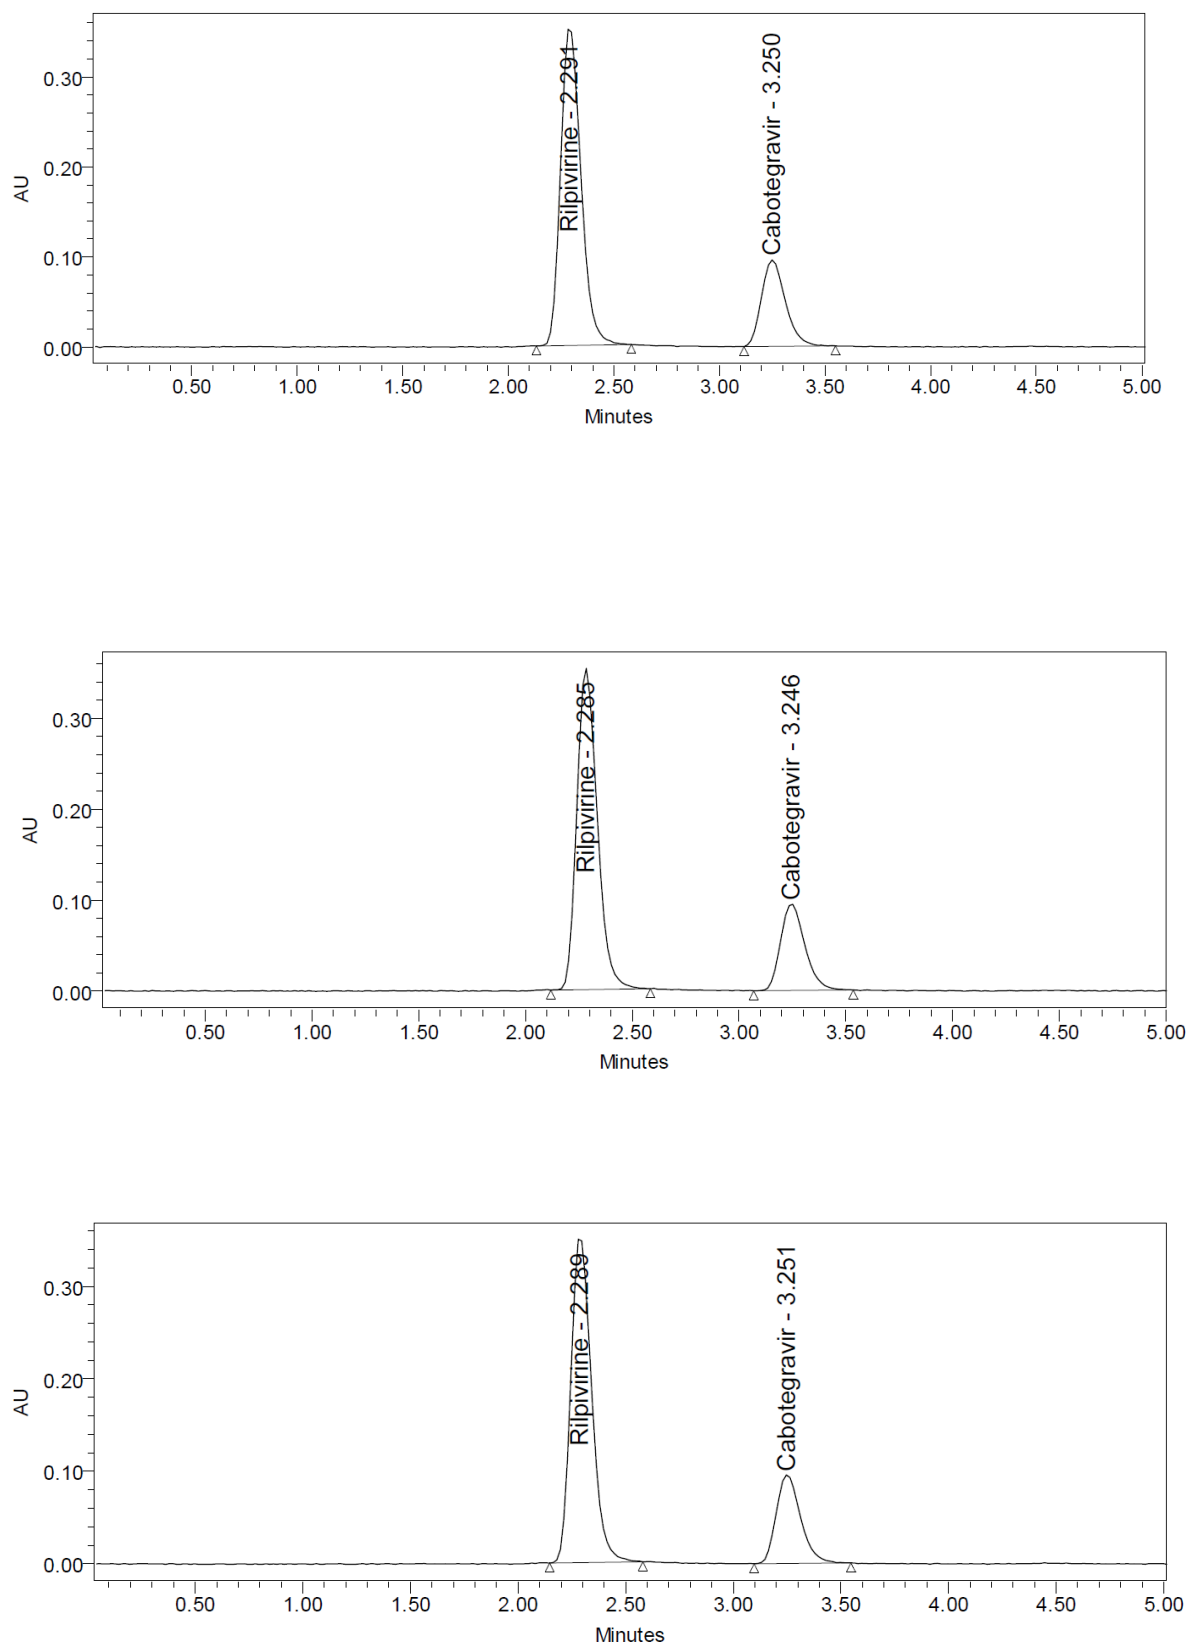 Rilpivirine - 2.291
Cabotegravir - 3.250
AU
0.30
0.20
0.10
0.00
0.50 1.00 1.50 2.00 2.50 3.00 3.50 4.00 4.50 5.00
Minutes
Rilpivirine - 2.285
Cabotegravir - 3.246
AU
0.30
0.20
0.10
0.00
0.50 1.00 1.50 2.00 2.50 3.00 3.50 4.00 4.50 5.00
Minutes
Rilpivirine - 2.289
Cabotegravir - 3.251
AU
0.30
0.20
0.10
0.00
0.50 1.00 1.50 2.00 2.50 3.00 3.50 4.00 4.50 5.00
Minutes